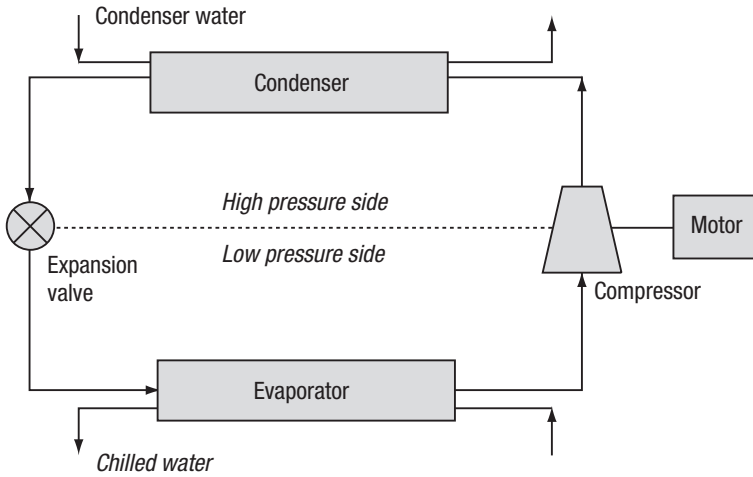 Condenser water
Condenser
High pressure side
Low pressure side
Motor
Expansion
valve
Compressor
Evaporator
Chilled water